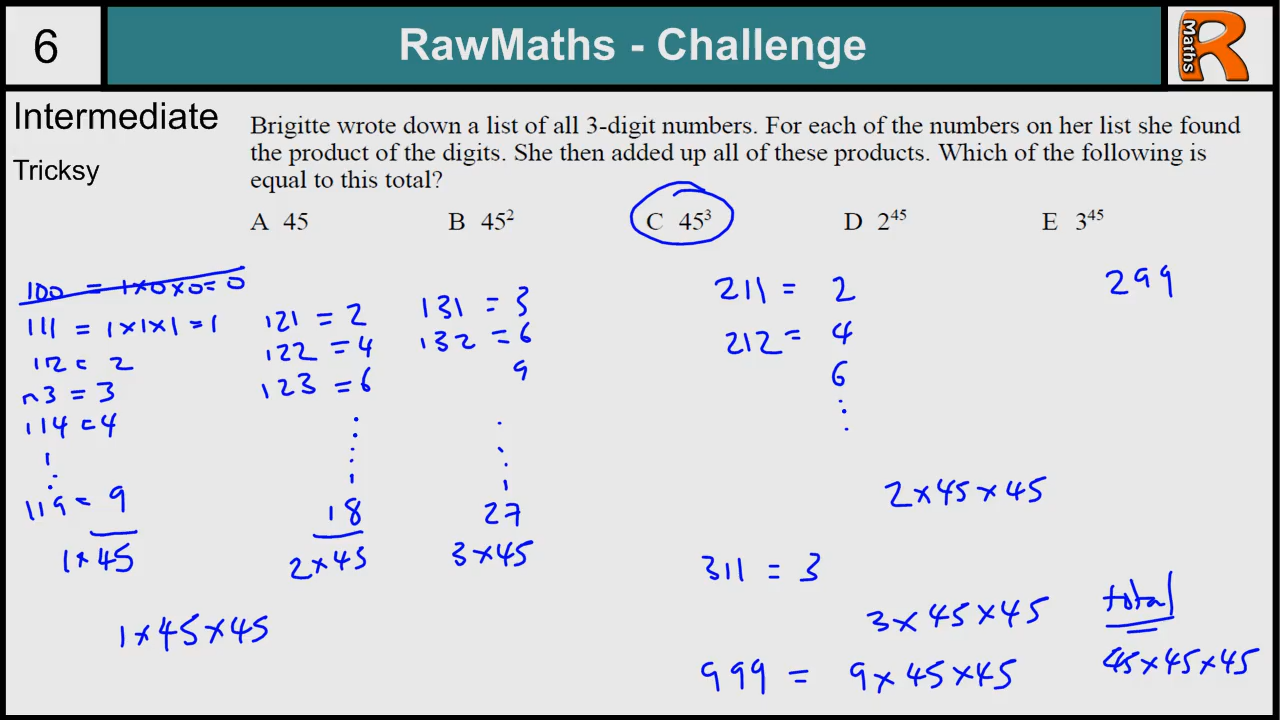 6
RawMaths - Challenge
Maths
R
Intermediate
Tricksy
Brigitte wrote down a list of all 3-digit numbers. For each of the numbers on her list she found
the product of the digits. She then added up all of these products. Which of the following is
equal to this total?
A 45 B 45² C 45³ D 2⁴⁵ E 3⁴⁵
100 = 1×0×0=0
111 = 1×1×1=1
112 = 2
113 = 3
114 = 4
119 = 9
1×45
121 = 2
122 = 4
123 = 6
18
2×45
131 = 3
132 = 6
9
27
3×45
1×45×45
211 = 2
212 = 4
6
299
2×45×45
311 = 3
3×45×45
999 = 9×45×45
total
45×45×45